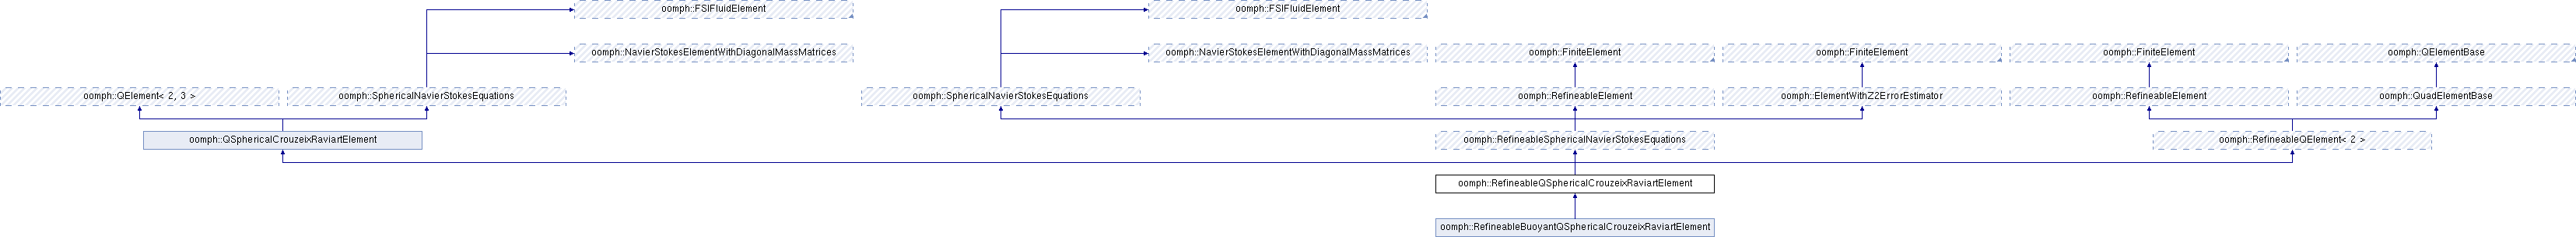 oomph::FSIFluidElement
oomph::FSIFluidElement
oomph::NavierStokesElementWithDiagonalMassMatrices
oomph::NavierStokesElementWithDiagonalMassMatrices
oomph::FiniteElement
oomph::FiniteElement
oomph::FiniteElement
oomph::QElementBase
oomph::QElement< 2, 3 >
oomph::SphericalNavierStokesEquations
oomph::SphericalNavierStokesEquations
oomph::RefineableElement
oomph::ElementWithZ2ErrorEstimator
oomph::RefineableElement
oomph::QuadElementBase
oomph::QSphericalCrouzeixRaviartElement
oomph::RefineableSphericalNavierStokesEquations
oomph::RefineableQElement< 2 >
oomph::RefineableQSphericalCrouzeixRaviartElement
oomph::RefineableBuoyantQSphericalCrouzeixRaviartElement